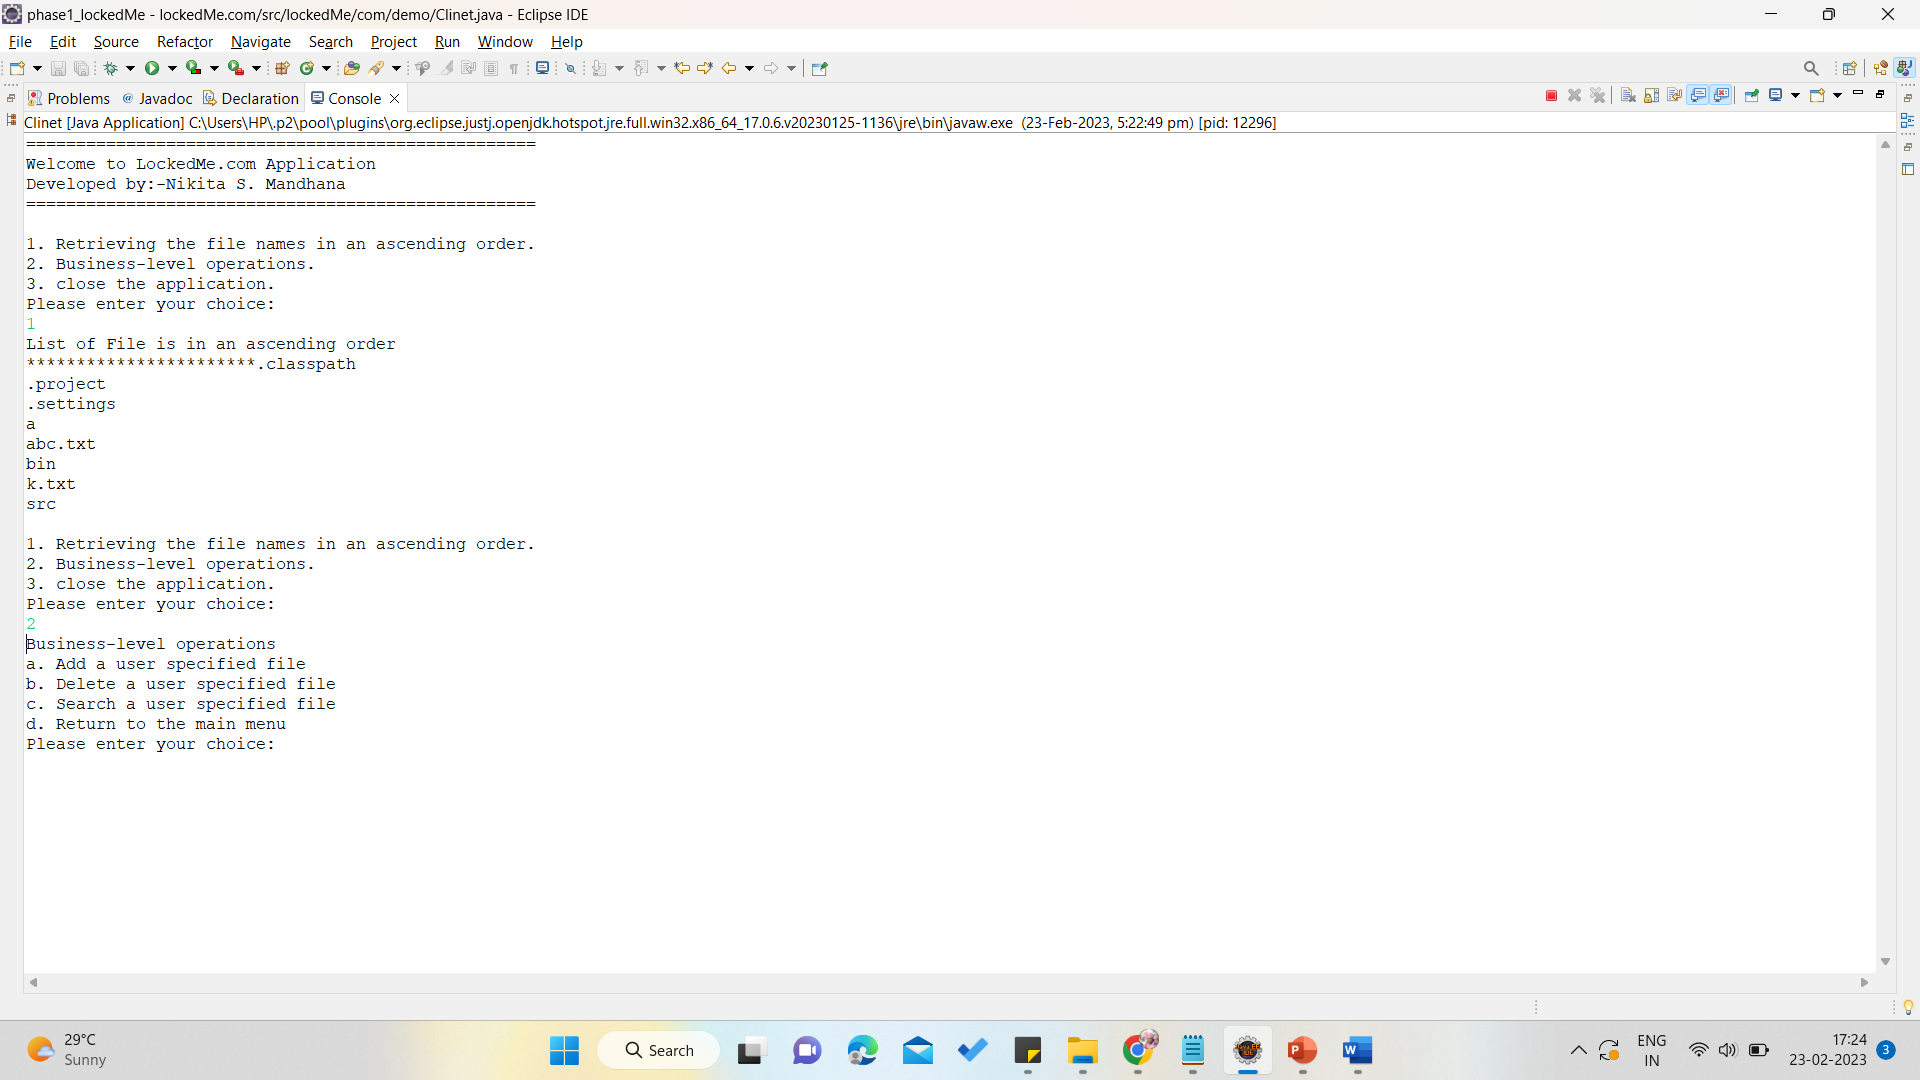 phase1_lockedMe - lockedMe.com/src/lockedMe/com/demo/Clinet.java - Eclipse IDE
File Edit Source Refactor Navigate Search Project Run Window Help
Problems Javadoc Declaration Console
Clinet [Java Application] C:\Users\HP\.p2\pool\plugins\org.eclipse.justj.openjdk.hotspot.jre.full.win32.x86_64_17.0.6.v20230125-1136\jre\bin\javaw.exe (23-Feb-2023, 5:22:49 pm) [pid: 12296]
===================================================
Welcome to LockedMe.com Application
Developed by:-Nikita S. Mandhana
===================================================
1. Retrieving the file names in an ascending order.
2. Business-level operations.
3. close the application.
Please enter your choice:
1
List of File is in an ascending order
***********************.classpath
.project
.settings
a
abc.txt
bin
k.txt
src
1. Retrieving the file names in an ascending order.
2. Business-level operations.
3. close the application.
Please enter your choice:
2
Business-level operations
a. Add a user specified file
b. Delete a user specified file
c. Search a user specified file
d. Return to the main menu
Please enter your choice:
29°C
Sunny
Search
ENG
IN
17:24
23-02-2023
3